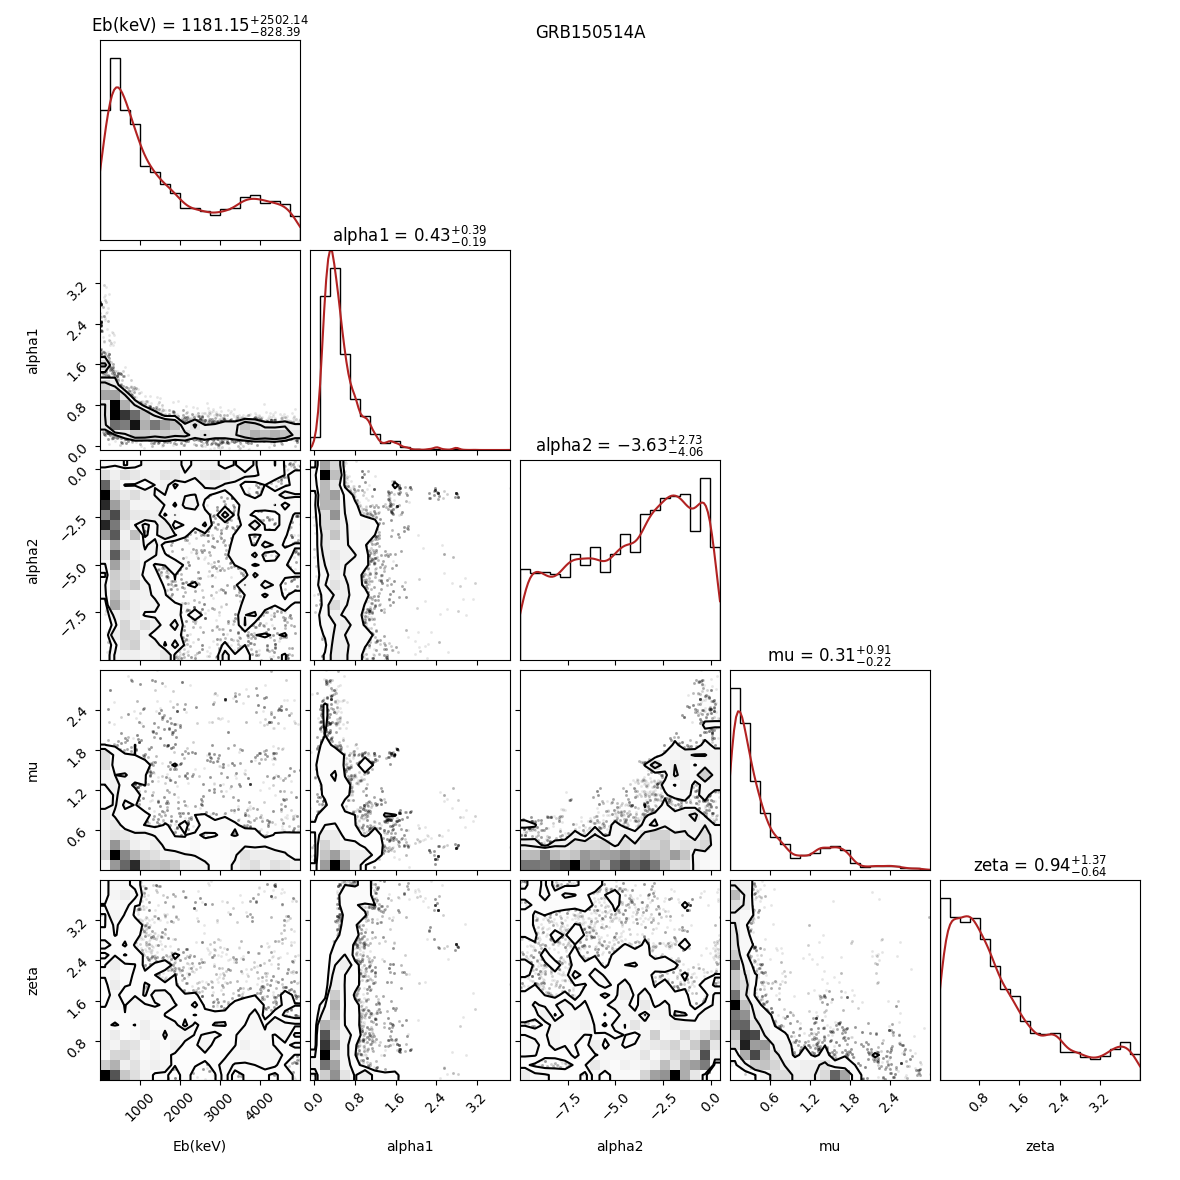 GRB150514A
Eb(keV) = 1181.15+2502.14 −828.39
alpha1 = 0.43+0.39 −0.19
alpha1
3.2
2.4
1.6
0.8
0.0
alpha2 = −3.63+2.73 −4.06
alpha2
0.0
−2.5
−5.0
−7.5
mu = 0.31+0.91 −0.22
mu
2.4
1.8
1.2
0.6
zeta = 0.94+1.37 −0.64
zeta
3.2
2.4
1.6
0.8
1000 2000 3000 4000
0.0 0.8 1.6 2.4 3.2
−7.5 −5.0 −2.5 0.0
0.6 1.2 1.8 2.4
0.8 1.6 2.4 3.2
Eb(keV) alpha1 alpha2 mu zeta